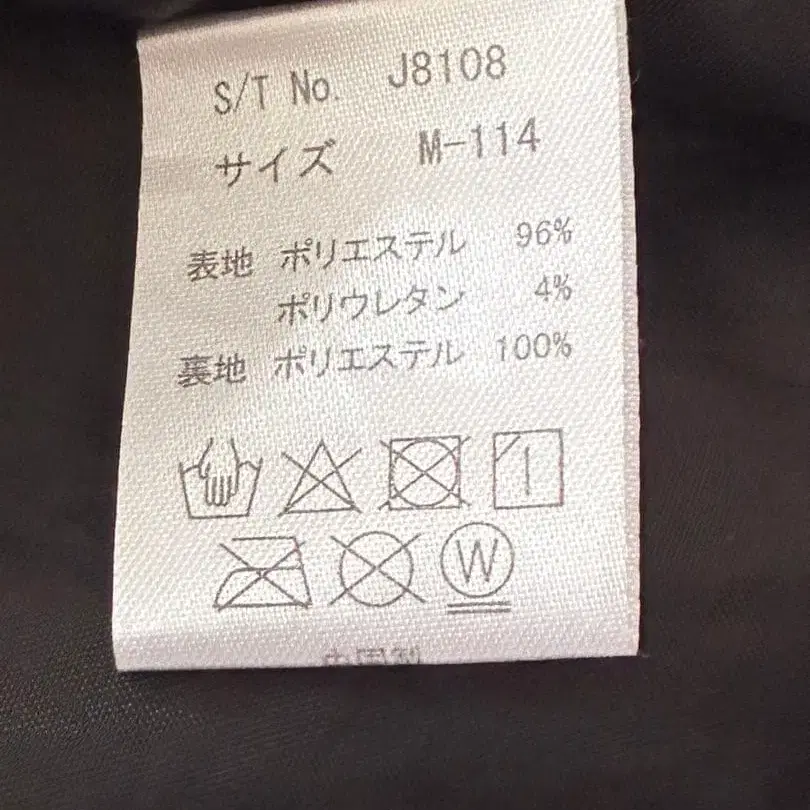 S/T No. J8108
サイズ M-114
表地 ポリエステル 96%
ポリウレタン 4%
裏地 ポリエステル 100%
W